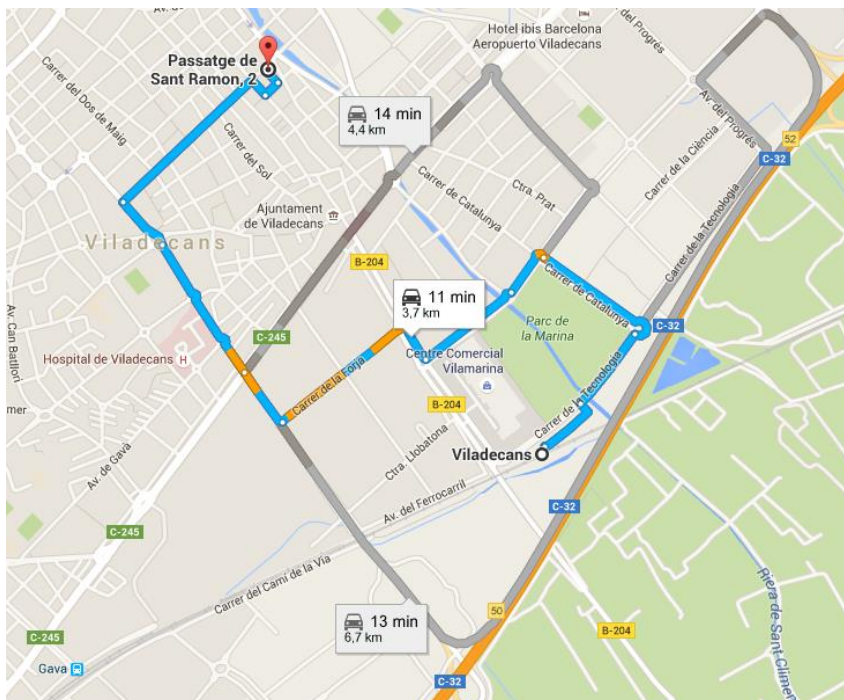 Hotel ibis Barcelona
Aeropuerto Viladecans
Av. del Progrés
Passatge de
Sant Ramon, 2
Carrer del Dos de Maig
Carrer del Sol
14 min
4,4 km
Av. del Progrés
Carrer de la Ciència
52
C-32
Carrer de Catalunya
Ctra. Prat
Ajuntament
de Viladecans
Viladecans
B-204
Carrer de la Tecnologia
Carrer de Catalunya
11 min
3,7 km
Parc de
la Marina
C-32
Av. Can Batllori
C-245
Hospital de Viladecans H
Centre Comercial
Vilamarina
Carrer de la Forja
B-204
Carrer de la Tecnologia
mer
Av. de Gavà
Ctra. Llobatona
Viladecans
Av. del Ferrocarril
C-32
C-245
Carrer del Camí de la Via
13 min
6,7 km
50
B-204
Riera de Sant Climent
C-245
Gavà
C-32